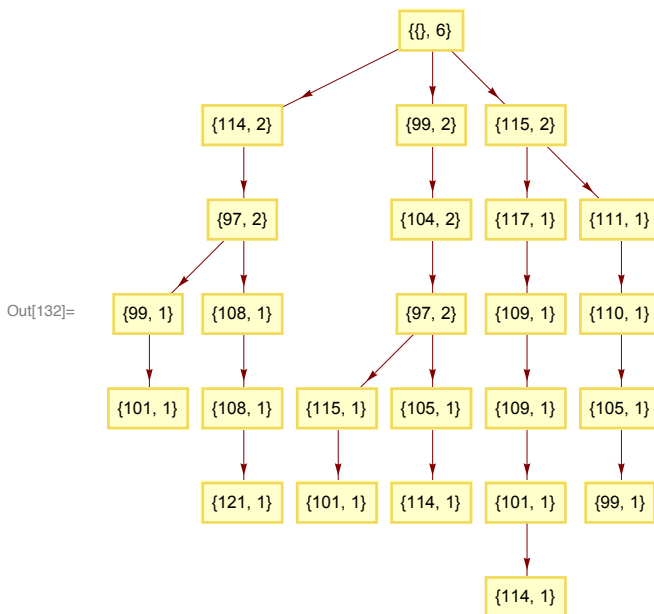 {{}, 6}
{114, 2} {99, 2} {115, 2}
{97, 2} {104, 2} {117, 1} {111, 1}
Out[132]= {99, 1} {108, 1} {97, 2} {109, 1} {110, 1}
{101, 1} {108, 1} {115, 1} {105, 1} {109, 1} {105, 1}
{121, 1} {101, 1} {114, 1} {101, 1} {99, 1}
{114, 1}